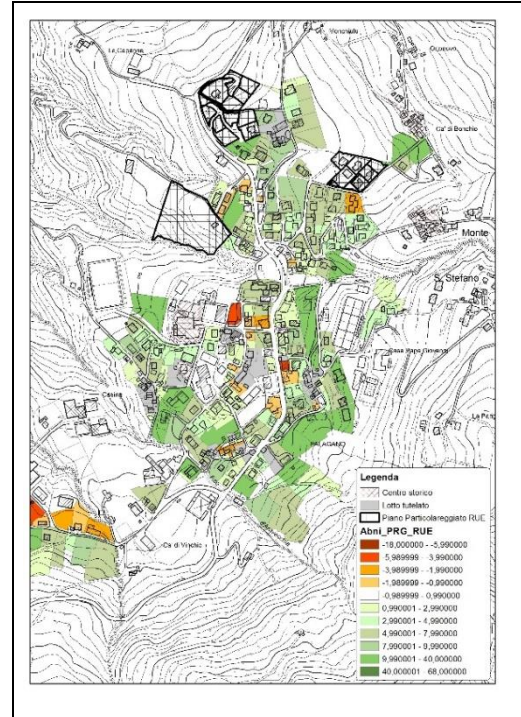 Le Caparne
Monchiulo
Ca' di Bonchio
Monte
S. Stefano
Casa Papa Giovanni
Casina
PALAGANO
Ca di Vinchio
Legenda
Centro storico
Lotto tutelato
Piano Particolareggiato RUE
Abni_PRG_RUE
-18,000000 - -5,990000
-5,989999 - -3,990000
-3,989999 - -1,990000
-1,989999 - -0,990000
-0,989999 - 0,990000
0,990001 - 2,990000
2,990001 - 4,990000
4,990001 - 7,990000
7,990001 - 9,990000
9,990001 - 40,000000
40,000001 - 68,000000